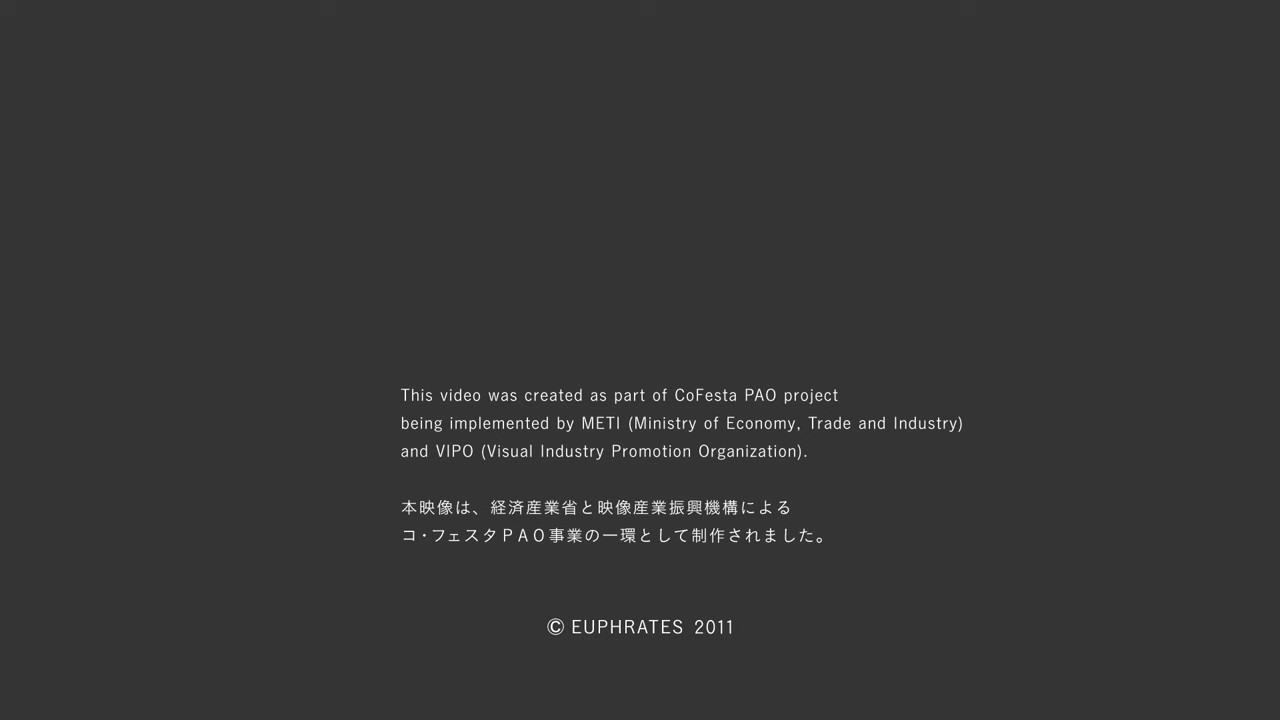 This video was created as part of CoFesta PAO project
being implemented by METI (Ministry of Economy, Trade and Industry)
and VIPO (Visual Industry Promotion Organization).
本映像は、経済産業省と映像産業振興機構による
コ・フェスタPAO事業の一環として制作されました。
© EUPHRATES 2011